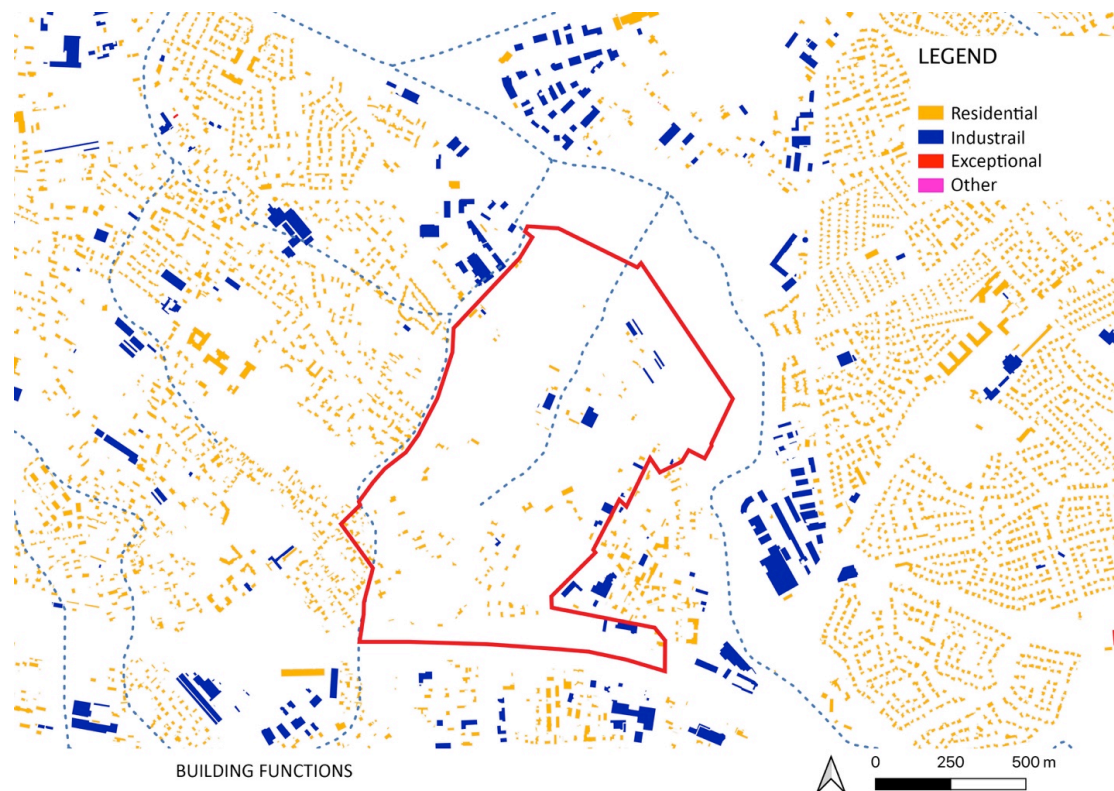 LEGEND
Residential
Industrail
Exceptional
Other
BUILDING FUNCTIONS
0 250 500 m